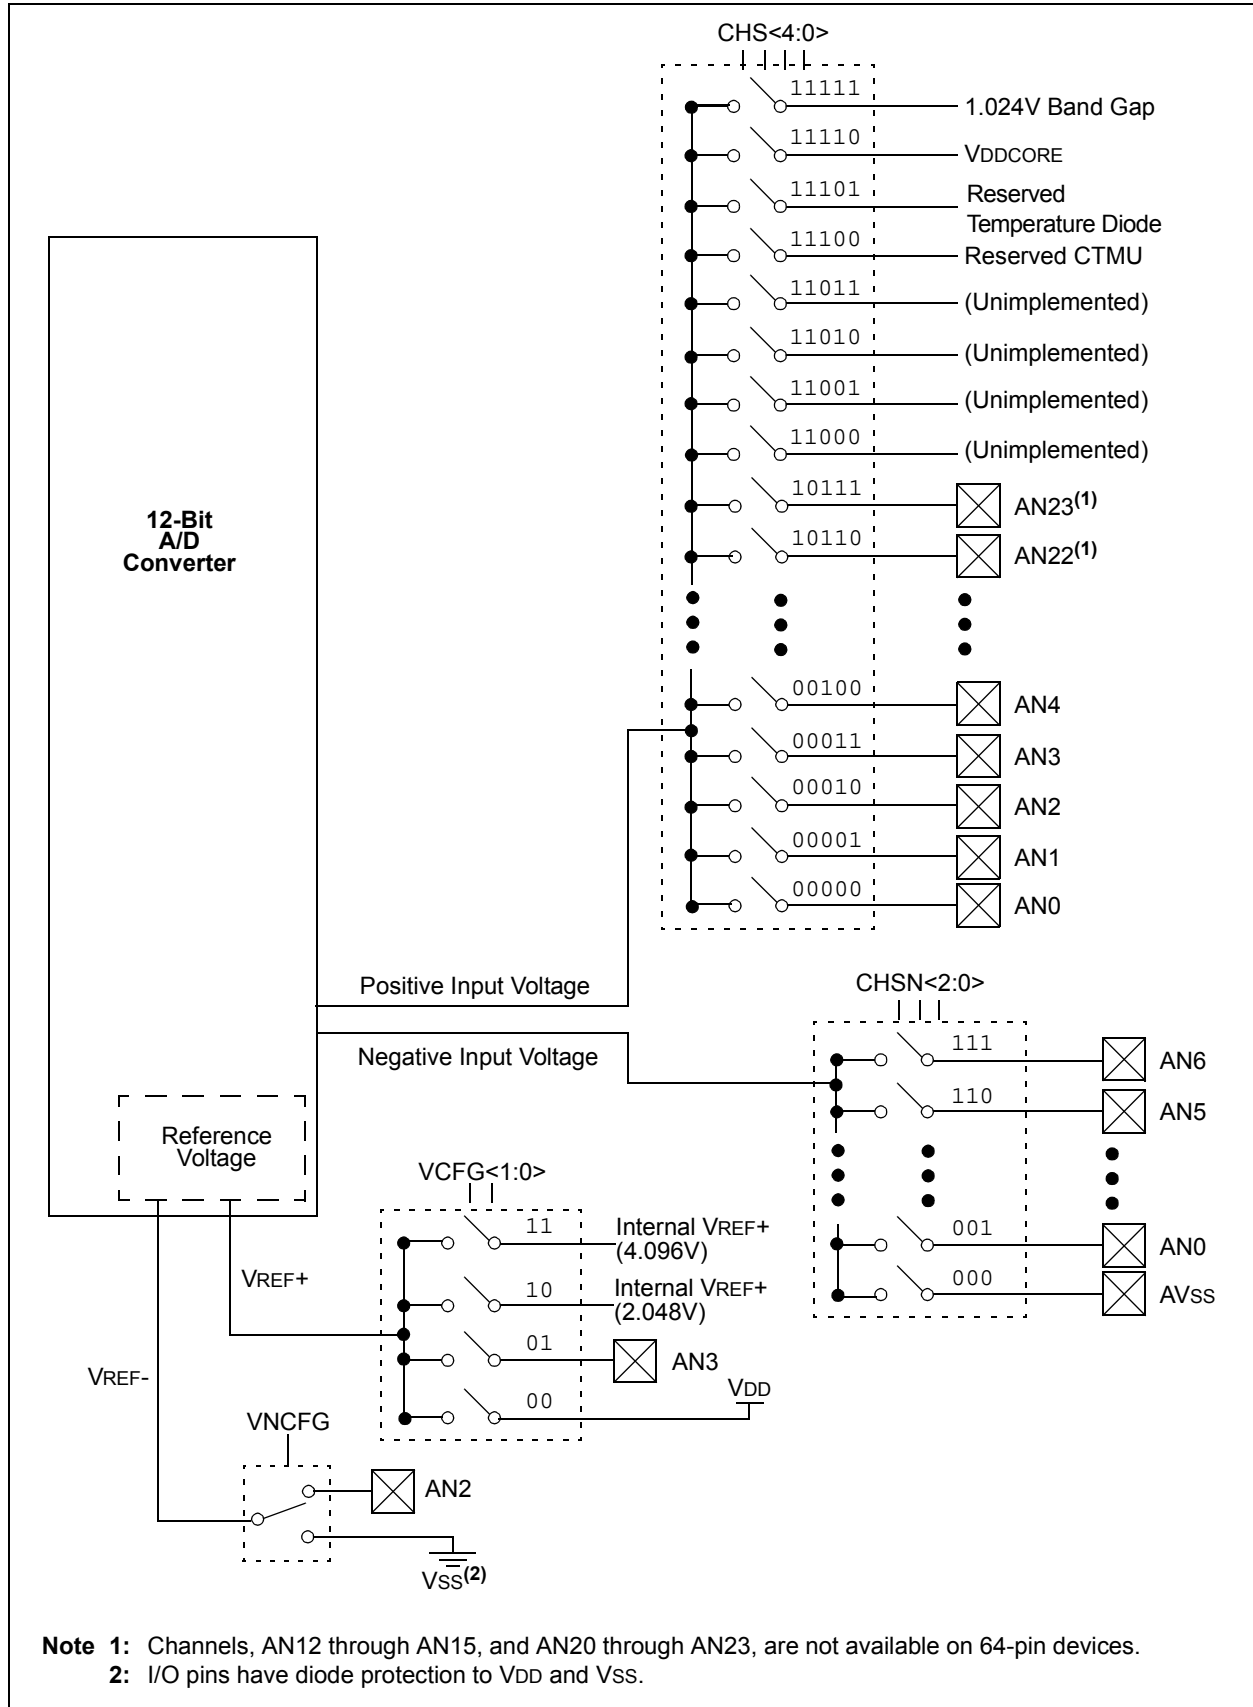 CHS<4:0>
11111
1.024V Band Gap
11110
VDDCORE
11101
Reserved
Temperature Diode
11100
Reserved CTMU
11011
(Unimplemented)
11010
(Unimplemented)
11001
(Unimplemented)
11000
(Unimplemented)
10111
AN23(1)
12-Bit
A/D
Converter
10110
AN22(1)
00100
AN4
00011
AN3
00010
AN2
00001
AN1
00000
AN0
Positive Input Voltage
CHSN<2:0>
Negative Input Voltage
111
AN6
110
AN5
Reference
Voltage
VCFG<1:0>
11
Internal VREF+
(4.096V)
001
AN0
VREF+
10
Internal VREF+
(2.048V)
000
AVSS
01
AN3
VREF-
VDD
00
VNCFG
AN2
VSS(2)
Note 1: Channels, AN12 through AN15, and AN20 through AN23, are not available on 64-pin devices.
2: I/O pins have diode protection to VDD and VSS.